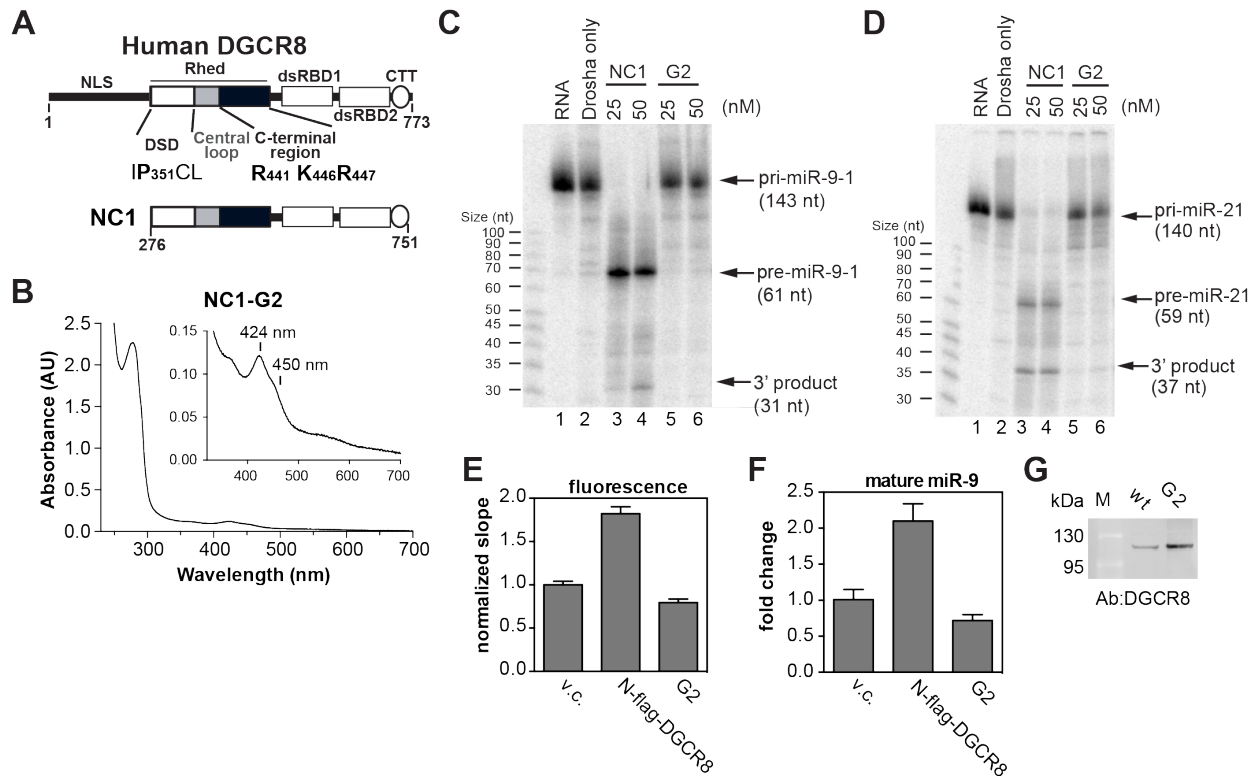 A
Human DGCR8
Rhed
NLS
dsRBD1
CTT
dsRBD2
1
773
DSD
Central
loop
C-terminal
region
IP351CL
R441 K446R447
NC1
276
751
B
NC1-G2
Absorbance (AU)
2.5
2.0
1.5
1.0
0.5
0.0
300
400
500
600
700
Wavelength (nm)
0.15
0.10
0.05
0.00
400
500
600
700
424 nm
450 nm
C
RNA
Drosha only
NC1
G2
25
50
25
50
(nM)
Size (nt)
100
90
80
70
60
50
45
40
35
30
pri-miR-9-1
(143 nt)
pre-miR-9-1
(61 nt)
3’ product
(31 nt)
1 2 3 4 5 6
D
RNA
Drosha only
NC1
G2
25
50
25
50
(nM)
Size (nt)
100
90
80
70
60
50
45
40
35
30
pri-miR-21
(140 nt)
pre-miR-21
(59 nt)
3’ product
(37 nt)
1 2 3 4 5 6
E
fluorescence
normalized slope
2.0
1.5
1.0
0.5
0.0
v.c.
N-flag-DGCR8
G2
F
mature miR-9
fold change
2.5
2.0
1.5
1.0
0.5
0.0
v.c.
N-flag-DGCR8
G2
G
kDa M wt G2
130
95
Ab:DGCR8